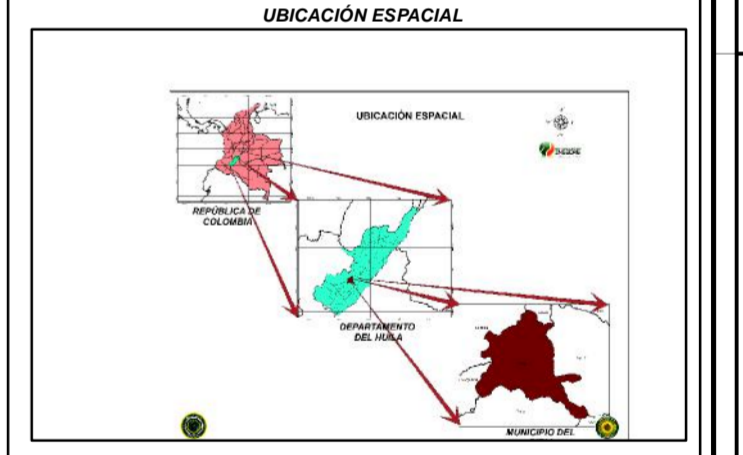 UBICACIÓN ESPACIAL
UBICACIÓN ESPACIAL
REPÚBLICA DE
COLOMBIA
DEPARTAMENTO
DEL HUILA
MUNICIPIO DEL